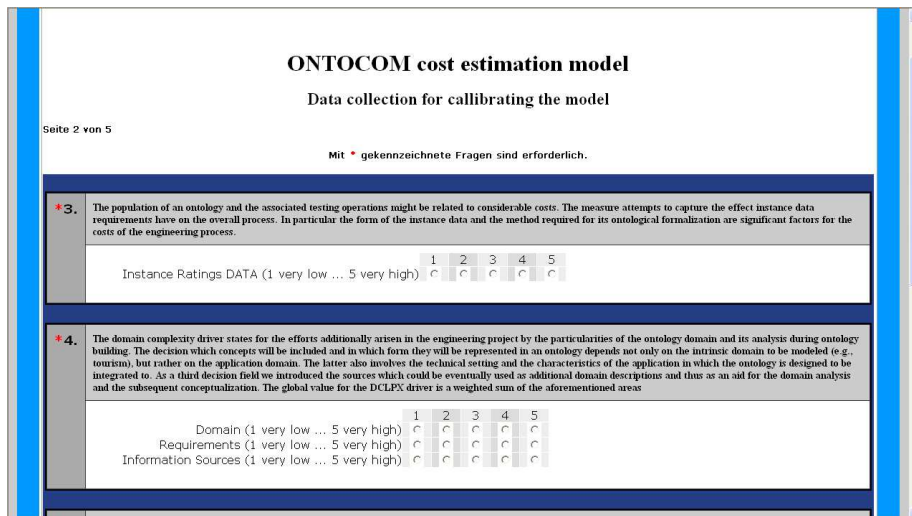 ONTOCOM cost estimation model
Data collection for callibrating the model
Seite 2 von 5
Mit * gekennzeichnete Fragen sind erforderlich.
*3. The population of an ontology and the associated testing operations might be related to considerable costs. The measure attempts to capture the effect instance data
requirements have on the overall process. In particular the form of the instance data and the method required for its ontological formalization are significant factors for the
costs of the engineering process.
1 2 3 4 5
Instance Ratings DATA (1 very low ... 5 very high)
*4. The domain complexity driver states for the efforts additionally arisen in the engineering project by the particularities of the ontology domain and its analysis during ontology
building. The decision which concepts will be included and in which form they will be represented in an ontology depends not only on the intrinsic domain to be modeled (e.g.,
tourism), but rather on the application domain. The latter also involves the technical setting and the characteristics of the application in which the ontology is designed to be
integrated to. As a third decision field we introduced the sources which could be eventually used as additional domain descriptions and thus as an aid for the domain analysis
and the subsequent conceptualization. The global value for the DCLPX driver is a weighted sum of the aforementioned areas
1 2 3 4 5
Domain (1 very low ... 5 very high)
Requirements (1 very low ... 5 very high)
Information Sources (1 very low ... 5 very high)